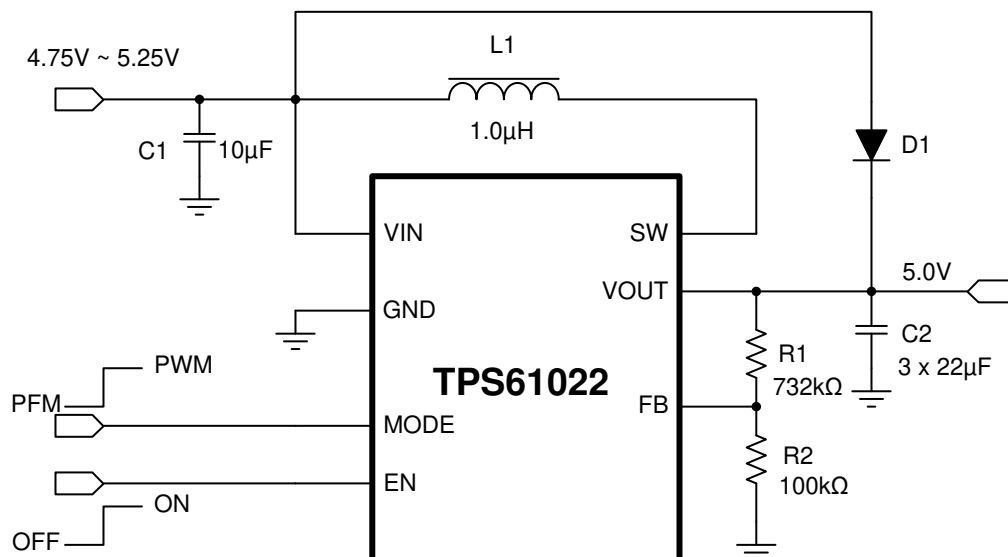 4.75V ~ 5.25V
L1
1.0µH
C1
10µF
D1
VIN
SW
5.0V
VOUT
GND
C2
3 x 22µF
R1
732kΩ
PWM
PFM
TPS61022
FB
MODE
R2
100kΩ
EN
ON
OFF